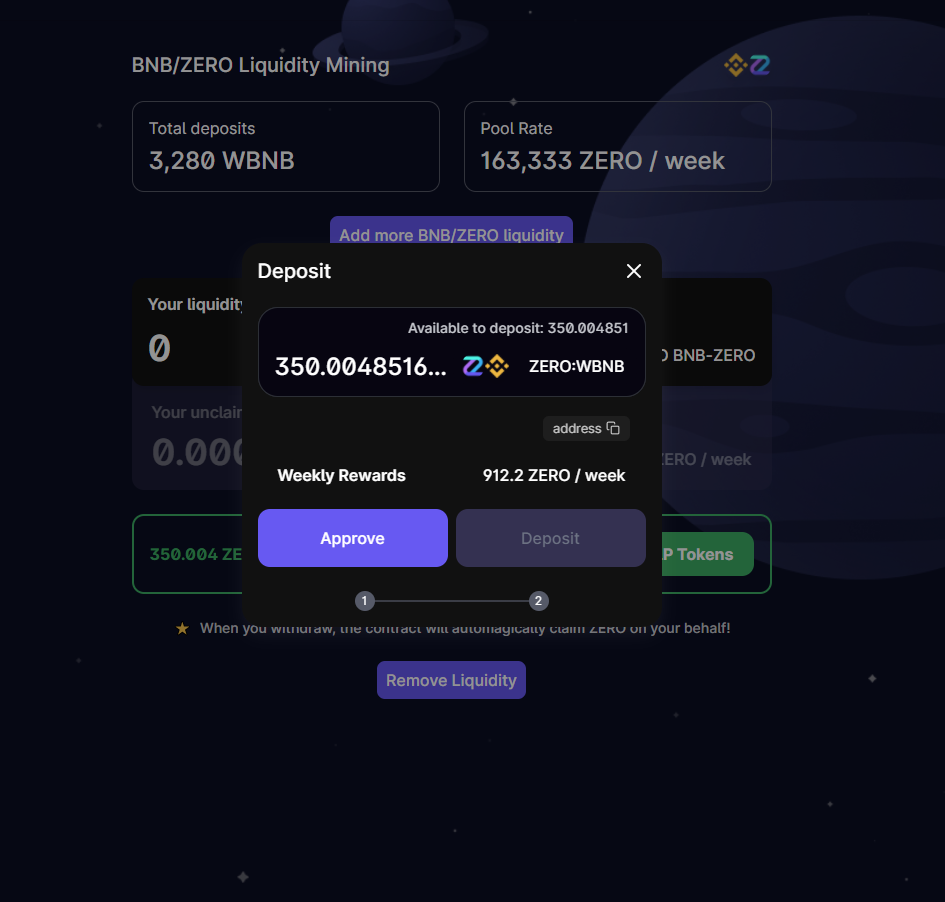 BNB/ZERO Liquidity Mining
Total deposits
3,280 WBNB
Pool Rate
163,333 ZERO / week
Add more BNB/ZERO liquidity
Deposit
Your liquidity
0
BNB-ZERO
Available to deposit: 350.004851
350.0048516...
ZERO:WBNB
address
Your unclai
0.000
ZERO / week
Weekly Rewards
912.2 ZERO / week
Approve
Deposit
350.004 ZE
P Tokens
1
2
When you withdraw, the contract will automagically claim ZERO on your behalf!
Remove Liquidity